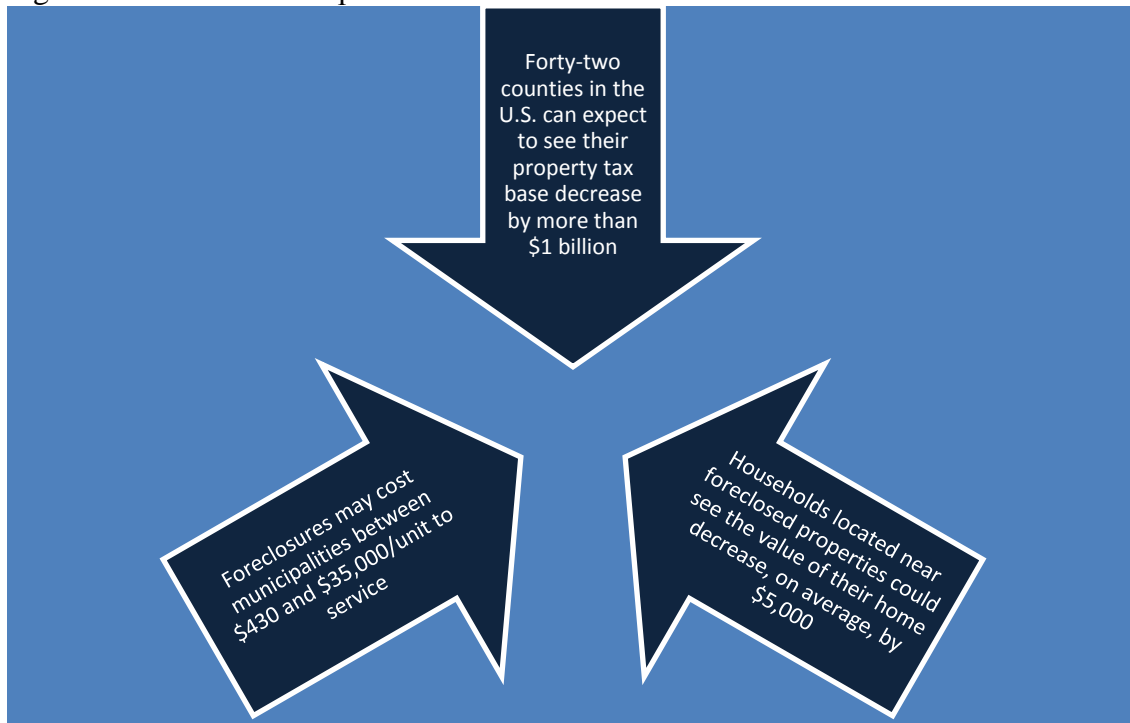 Forty-two
counties in the
U.S. can expect
to see their
property tax
base decrease
by more than
$1 billion
Foreclosures may cost
municipalities between
$430 and $35,000/unit to
service
Households located near
foreclosed properties could
see the value of their home
decrease, on average, by
$5,000